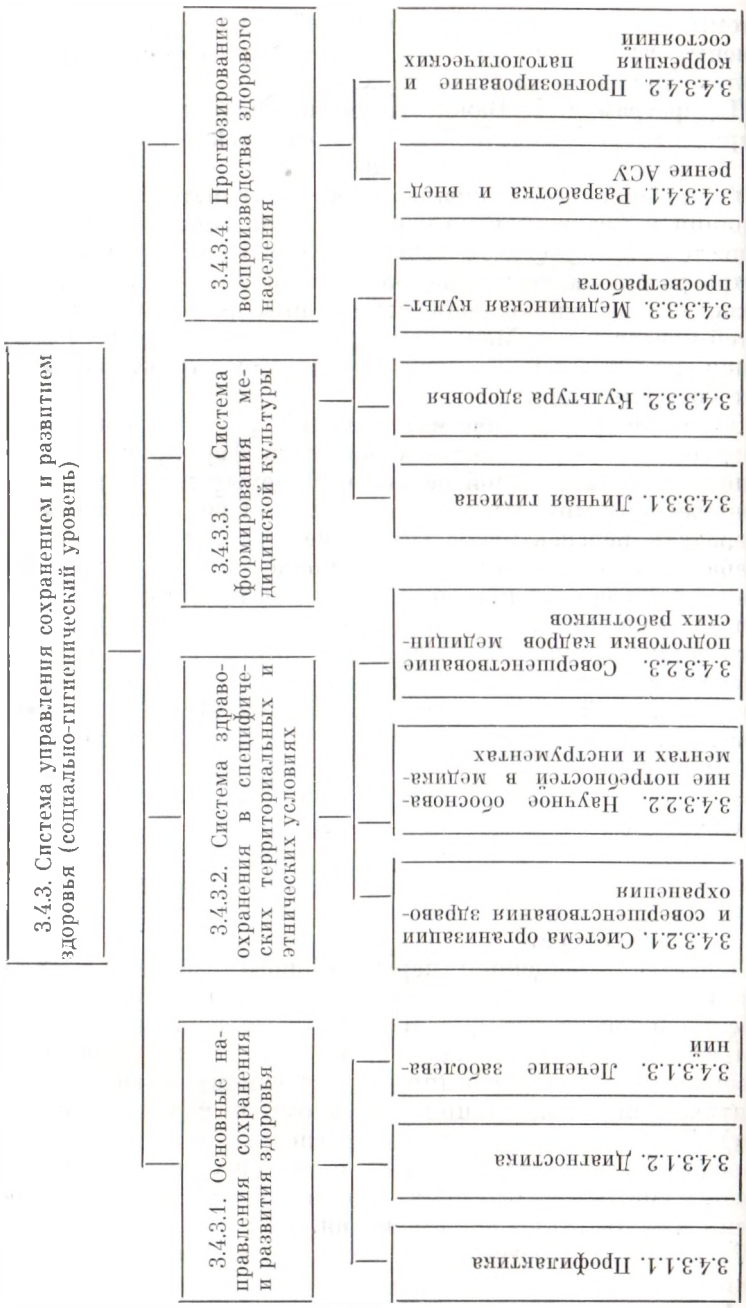 3.4.3. Система управления сохранением и развитием
здоровья (социально-гигиенический уровень)
3.4.3.1. Основные на-
правления сохранения
и развития здоровья
3.4.3.2. Система здраво-
охранения в специфиче-
ских территориальных и
этнических условиях
3.4.3.3. Система
формирования ме-
дицинской культуры
3.4.3.4. Прогнозирование
воспроизводства здорового
населения
3.4.3.1.1. Профилактика
3.4.3.1.2. Диагностика
3.4.3.1.3. Лечение заболева-
ний
3.4.3.2.1. Система организации
и совершенствования здраво-
охранения
3.4.3.2.2. Научное обоснова-
ние потребностей в медика-
ментах и инструментах
3.4.3.2.3. Совершенствование
подготовки кадров медицин-
ских работников
3.4.3.3.1. Личная гигиена
3.4.3.3.2. Культура здоровья
3.4.3.3.3. Медицинская культ-
просветработа
3.4.3.4.1. Разработка и внед-
рение АСУ
3.4.3.4.2. Прогнозирование и
коррекция патологических
состояний